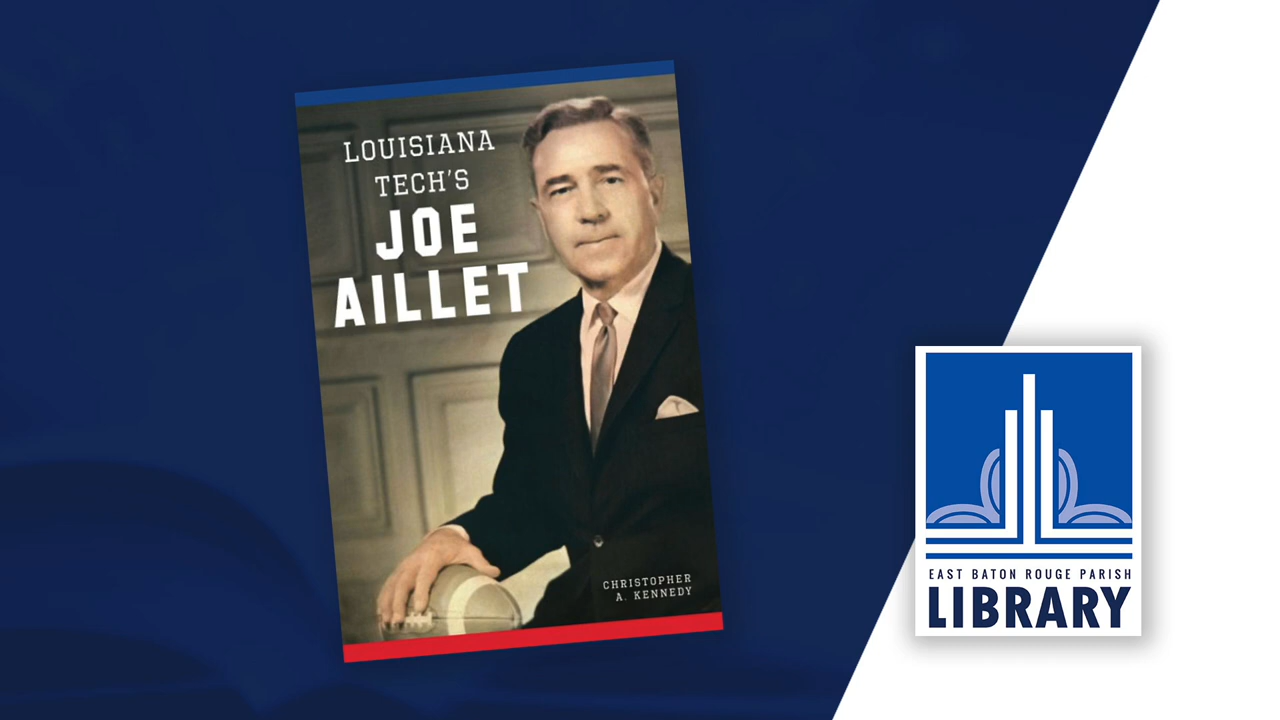 LOUISIANA
TECH'S
JOE
AILLET
CHRISTOPHER
A. KENNEDY
EAST BATON ROUGE PARISH
LIBRARY